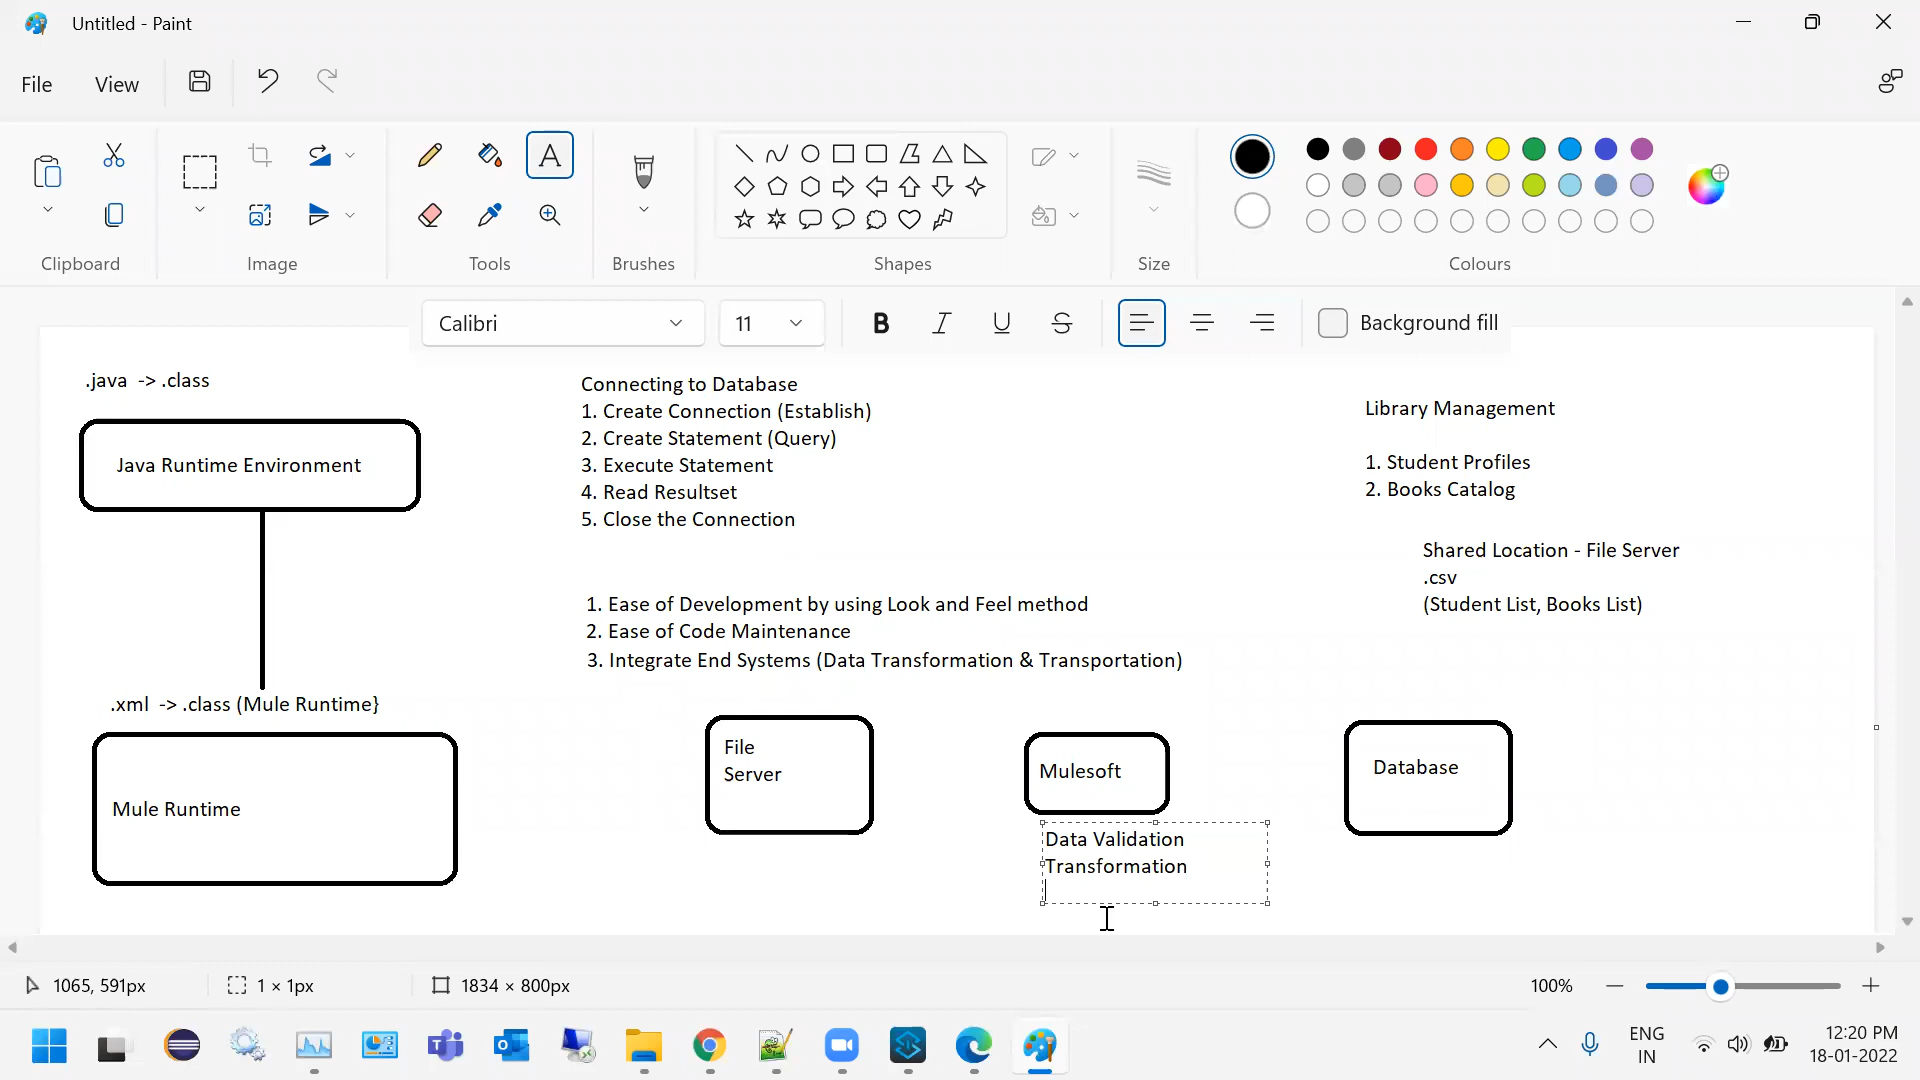 Untitled - Paint
File
View
Clipboard
Image
Tools
Brushes
Shapes
Size
Colours
Calibri
11
B
I
U
S
Background fill
.java -> .class
Java Runtime Environment
.xml -> .class (Mule Runtime}
Mule Runtime
Connecting to Database
1. Create Connection (Establish)
2. Create Statement (Query)
3. Execute Statement
4. Read Resultset
5. Close the Connection
1. Ease of Development by using Look and Feel method
2. Ease of Code Maintenance
3. Integrate End Systems (Data Transformation & Transportation)
Library Management
1. Student Profiles
2. Books Catalog
Shared Location - File Server
.csv
(Student List, Books List)
File
Server
Mulesoft
Data Validation
Transformation
Database
1065, 591px
1 × 1px
1834 × 800px
100%
ENG
IN
12:20 PM
18-01-2022